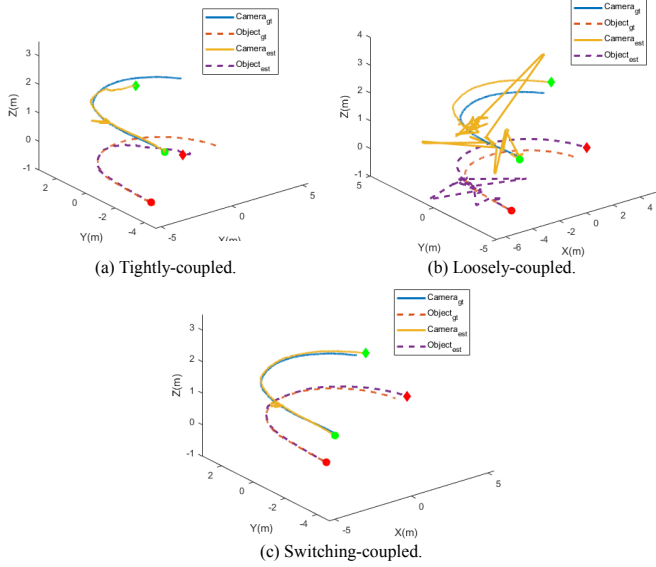 Camera_gt
Object_gt
Camera_est
Object_est
Z(m)
3
2
1
0
-1
2
0
-2
-4
Y(m)
-5
0
5
X(m)
(a) Tightly-coupled.
Camera_gt
Object_gt
Camera_est
Object_est
Z(m)
4
3
2
1
0
-1
5
0
-5
Y(m)
-6
-4
-2
0
2
4
X(m)
(b) Loosely-coupled.
Camera_gt
Object_gt
Camera_est
Object_est
Z(m)
3
2
1
0
-1
2
0
-2
-4
Y(m)
-5
0
5
X(m)
(c) Switching-coupled.